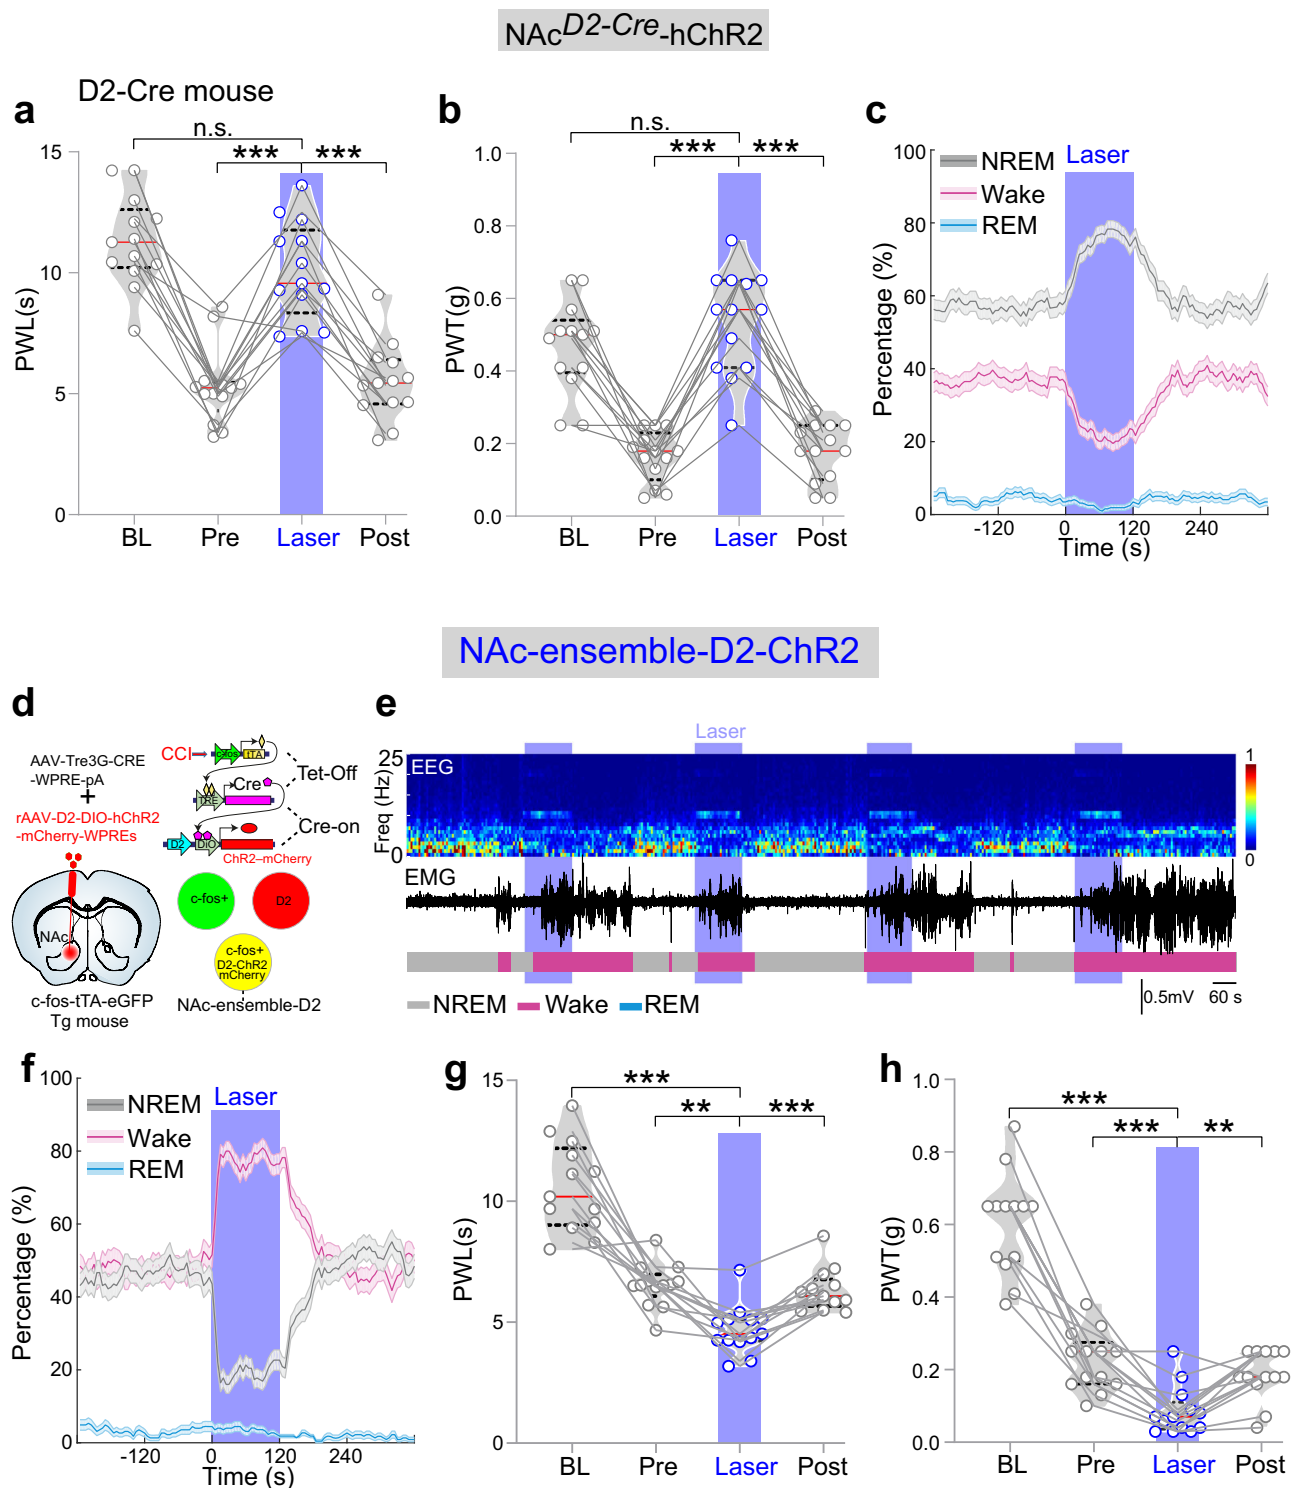 NAcD2-Cre-hChR2
D2-Cre mouse
a
n.s.
*** ***
15
10
5
0
PWL(s)
BL Pre Laser Post
b
n.s.
*** ***
1.0
0.8
0.6
0.4
0.2
0.0
PWT(g)
BL Pre Laser Post
c
Laser
NREM
Wake
REM
100
80
60
40
20
0
Percentage (%)
-120 0 120 240
Time (s)
NAc-ensemble-D2-ChR2
d
AAV-Tre3G-CRE
-WPRE-pA
+
rAAV-D2-DIO-hChR2
-mCherry-WPREs
NAc
c-fos-tTA-eGFP
Tg mouse
CCI
c-fos tTA
Tet-Off
TRE Cre
Cre-on
D2 DIO
ChR2–mCherry
c-fos+
D2
c-fos+
D2-ChR2
mCherry
NAc-ensemble-D2
e
Laser
25
EEG
Freq (Hz)
0
1
0
EMG
NREM Wake REM
0.5mV 60 s
f
Laser
NREM
Wake
REM
100
80
60
40
20
0
Percentage (%)
-120 0 120 240
Time (s)
g
***
** ***
15
10
5
0
PWL(s)
BL Pre Laser Post
h
***
*** **
1.0
0.8
0.6
0.4
0.2
0.0
PWT(g)
BL Pre Laser Post